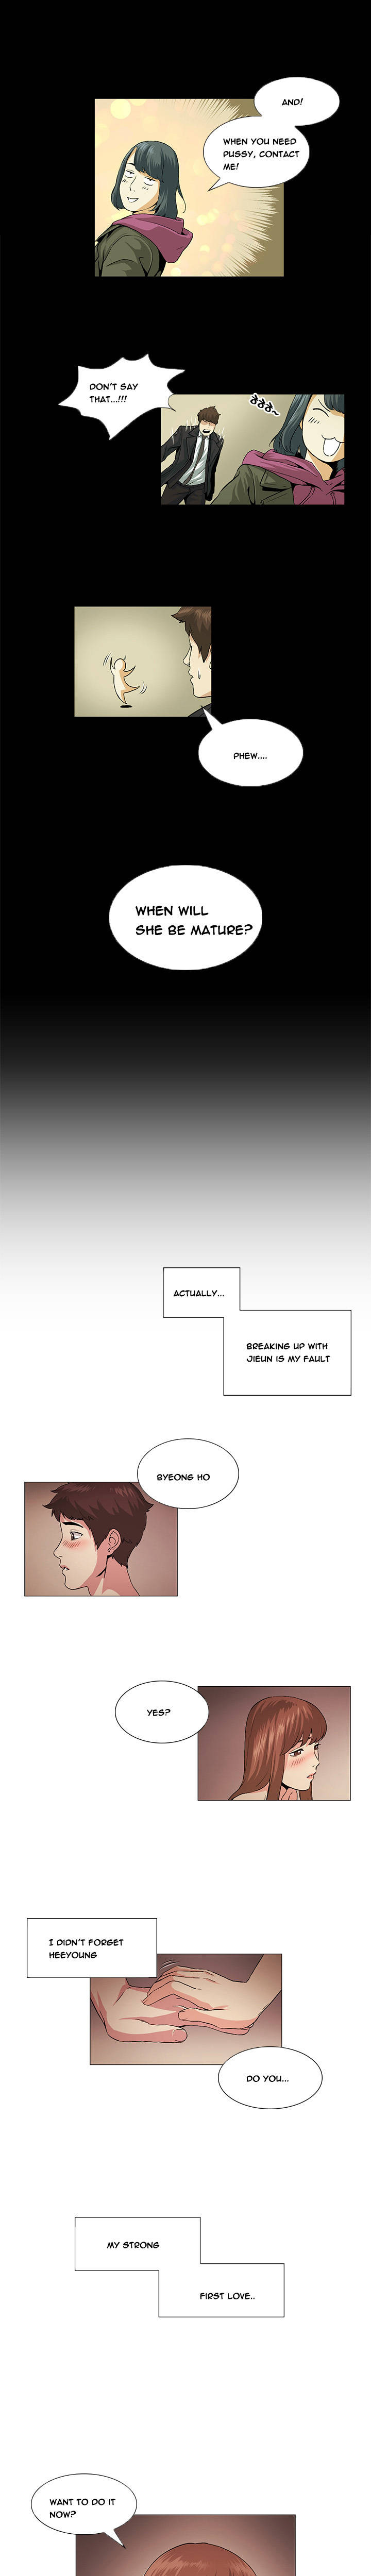 AND!
WHEN YOU NEED
PUSSY, CONTACT
ME!
DON'T SAY
THAT...!!!
PHEW....
WHEN WILL
SHE BE MATURE?
ACTUALLY...
BREAKING UP WITH
JIEUN IS MY FAULT
BYEONG HO
YES?
I DIDN'T FORGET
HEEYOUNG
DO YOU...
MY STRONG
FIRST LOVE..
WANT TO DO IT
NOW?